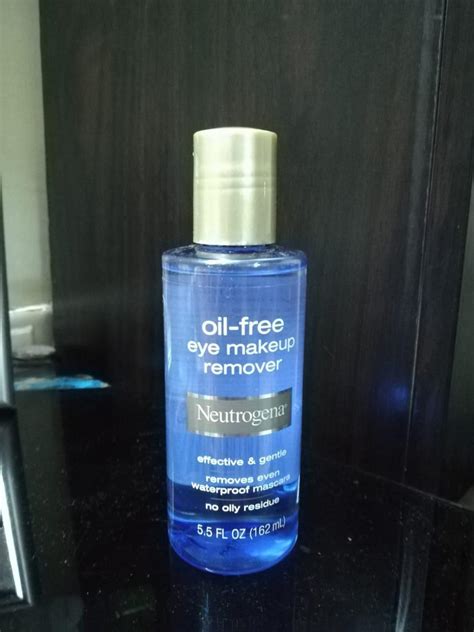 oil-free
eye makeup
remover
Neutrogena®
effective & gentle
removes even
waterproof mascara
no oily residue
5.5 FL OZ (162 mL)